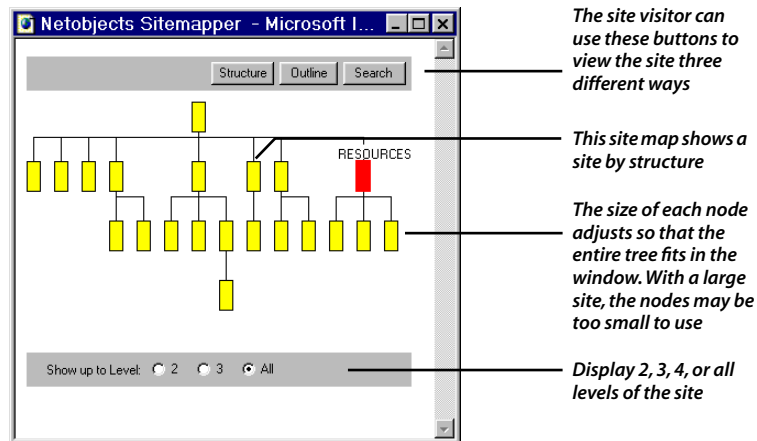 Netobjects Sitemapper - Microsoft I...
The site visitor can
use these buttons to
view the site three
different ways
Structure Outline Search
This site map shows a
site by structure
RESOURCES
The size of each node
adjusts so that the
entire tree fits in the
window. With a large
site, the nodes may be
too small to use
Show up to Level: 2 3 All
Display 2, 3, 4, or all
levels of the site